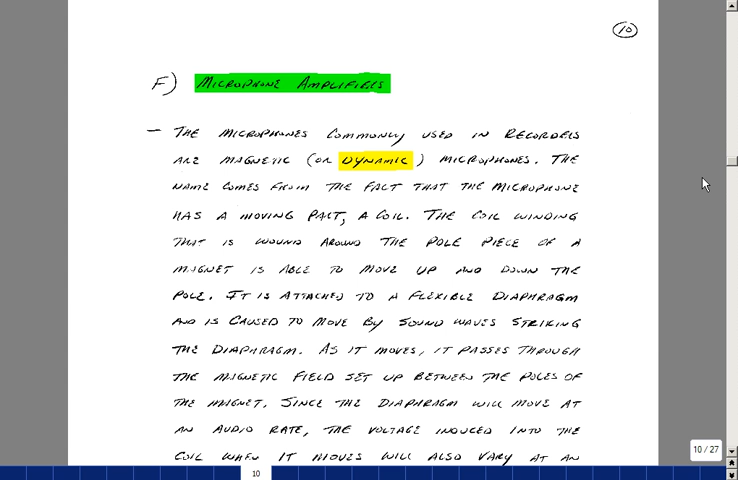 10
F) MICROPHONE AMPLIFIERS
— THE MICROPHONES COMMONLY USED IN RECORDERS
ARE MAGNETIC (OR DYNAMIC) MICROPHONES. THE
NAME COMES FROM THE FACT THAT THE MICROPHONE
HAS A MOVING PART, A COIL. THE COIL WINDING
THAT IS WOUND AROUND THE POLE PIECE OF A
MAGNET IS ABLE TO MOVE UP AND DOWN THE
POLE. IT IS ATTACHED TO A FLEXIBLE DIAPHRAGM
AND IS CAUSED TO MOVE BY SOUND WAVES STRIKING
THE DIAPHRAGM. AS IT MOVES, IT PASSES THROUGH
THE MAGNETIC FIELD SET UP BETWEEN THE POLES OF
THE MAGNET. SINCE THE DIAPHRAGM WILL MOVE AT
AN AUDIO RATE, THE VOLTAGE INDUCED INTO THE
COIL WHEN IT MOVES WILL ALSO VARY AT AN
10 / 27
10